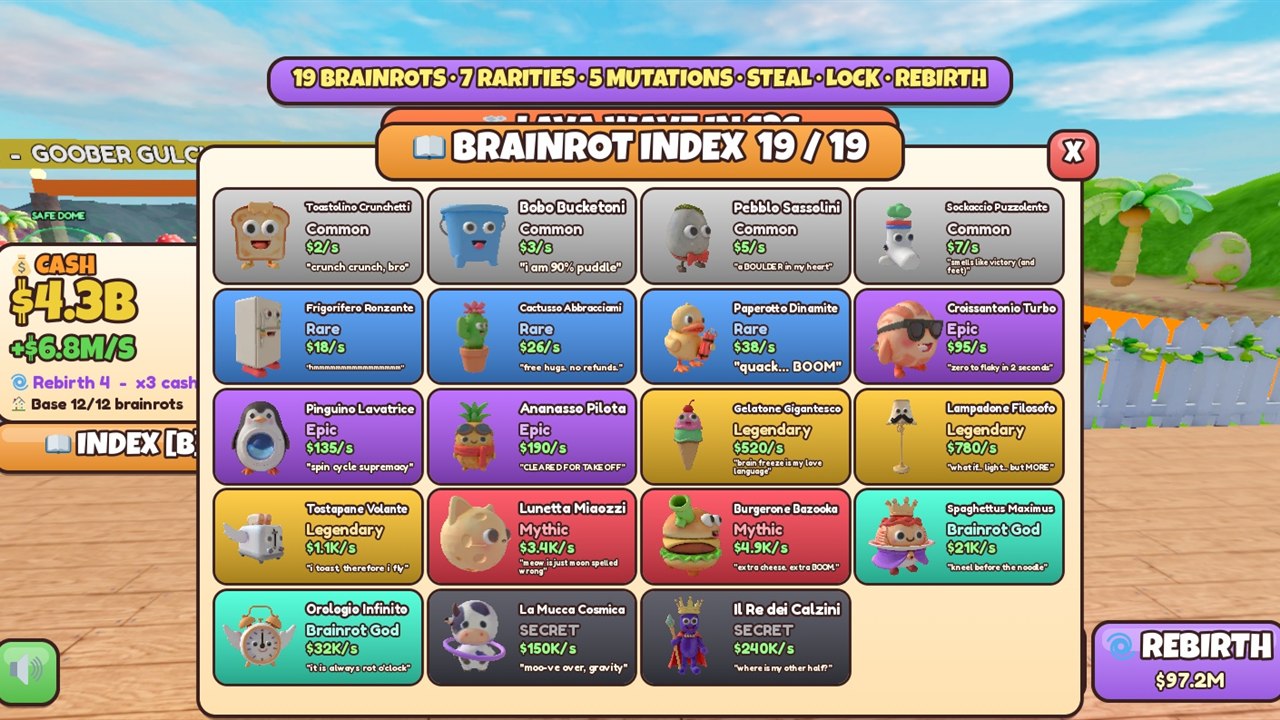 19 BRAINROTS · 7 RARITIES · 5 MUTATIONS · STEAL · LOCK · REBIRTH
LAVA WAVE IN
BRAINROT INDEX 19 / 19
X
- GOOBER GULC
SAFE DOME
CASH
$4.3B
+$6.8M/S
Rebirth 4 - x3 cash
Base 12/12 brainrots
INDEX [B
Toastolino Crunchetti
Common
$2/s
"crunch crunch, bro"
Bobo Bucketoni
Common
$3/s
"i am 90% puddle"
Pebblo Sassolini
Common
$5/s
"a BOULDER in my heart"
Sockaccio Puzzolente
Common
$7/s
"smells like victory (and
feet)"
Frigorifero Ronzante
Rare
$18/s
Cactusso Abbracciami
Rare
$26/s
"free hugs. no refunds."
Paperotto Dinamite
Rare
$38/s
"quack... BOOM"
Croissantonio Turbo
Epic
$95/s
"zero to flaky in 2 seconds"
Pinguino Lavatrice
Epic
$135/s
"spin cycle supremacy"
Ananasso Pilota
Epic
$190/s
"CLEARED FOR TAKEOFF"
Gelatone Gigantesco
Legendary
$520/s
"brain freeze is my love
language"
Lampadone Filosofo
Legendary
$780/s
"what if.. light.. but MORE"
Tostapane Volante
Legendary
$1.1K/s
"i toast, therefore i fly"
Lunetta Miaozzi
Mythic
$3.4K/s
"meow is just moon spelled
wrong"
Burgerone Bazooka
Mythic
$4.9K/s
"extra cheese. extra BOOM."
Spaghettus Maximus
Brainrot God
$21K/s
"kneel before the noodle"
Orologio Infinito
Brainrot God
$32K/s
"it is always rot o'clock"
La Mucca Cosmica
SECRET
$150K/s
"moo-ve over, gravity"
Il Re dei Calzini
SECRET
$240K/s
"where is my other half?"
REBIRTH
$97.2M